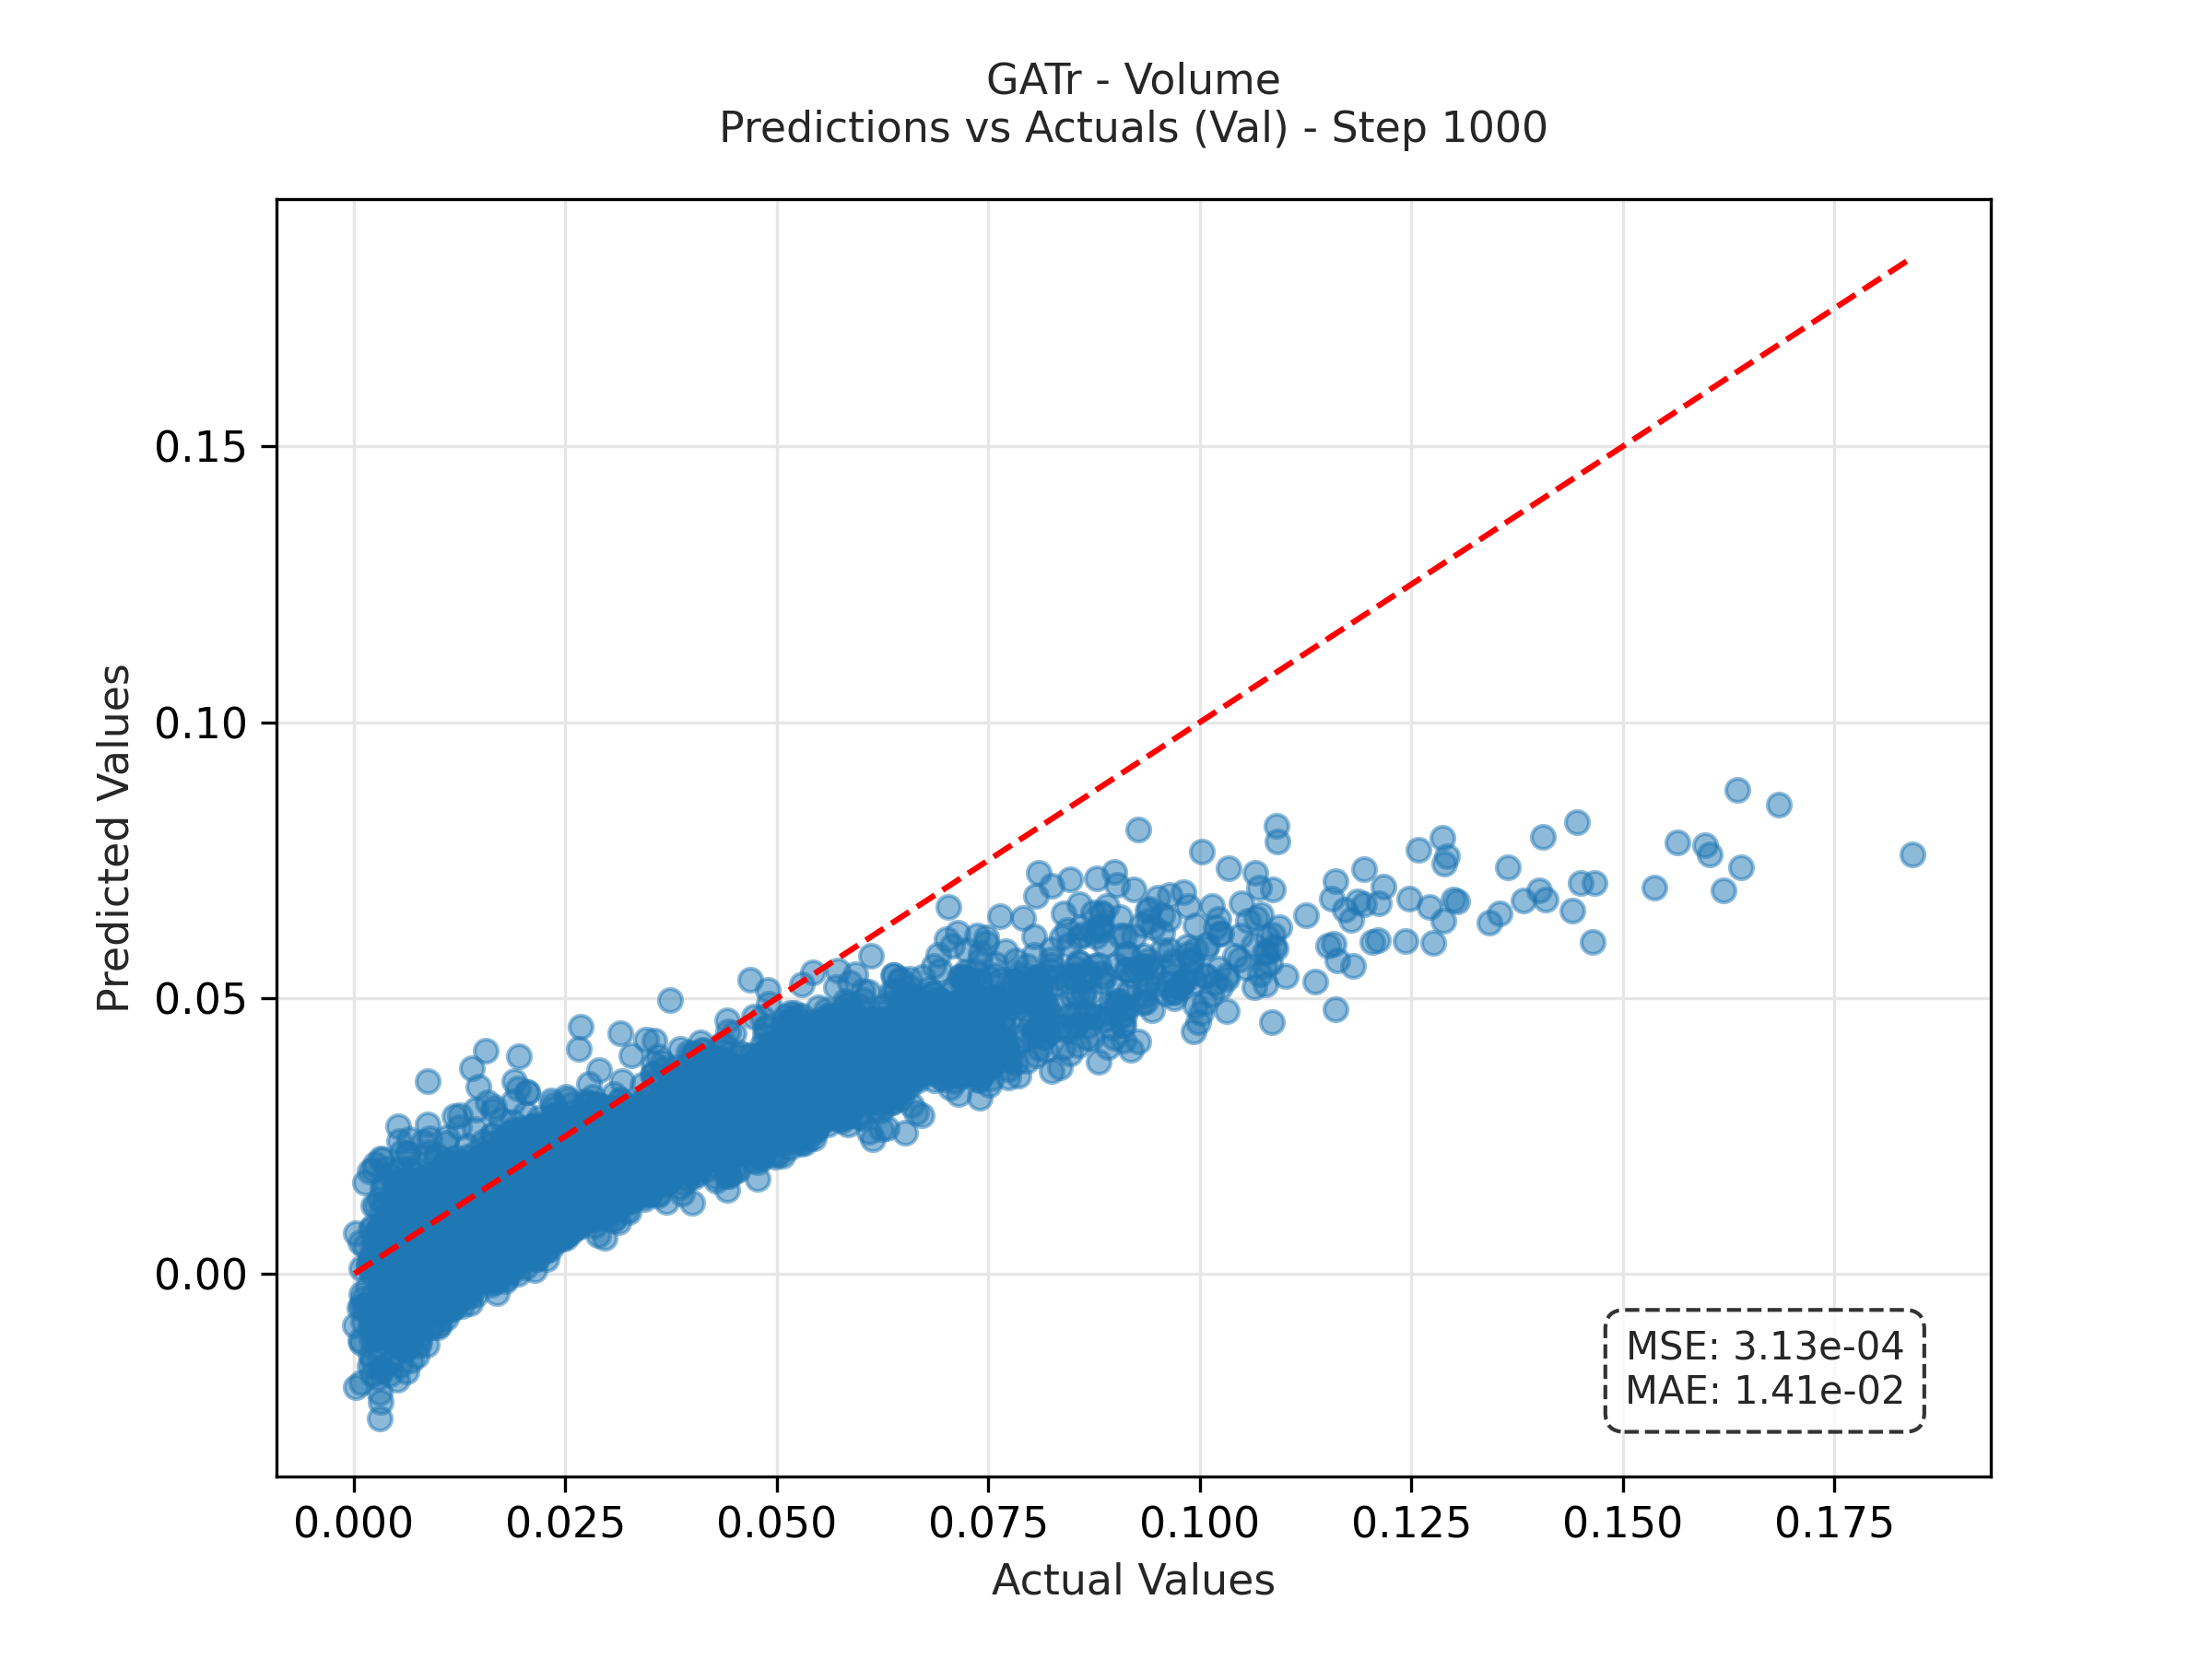 GATr - Volume
Predictions vs Actuals (Val) - Step 1000
Predicted Values
0.15
0.10
0.05
0.00
MSE: 3.13e-04
MAE: 1.41e-02
0.000 0.025 0.050 0.075 0.100 0.125 0.150 0.175
Actual Values